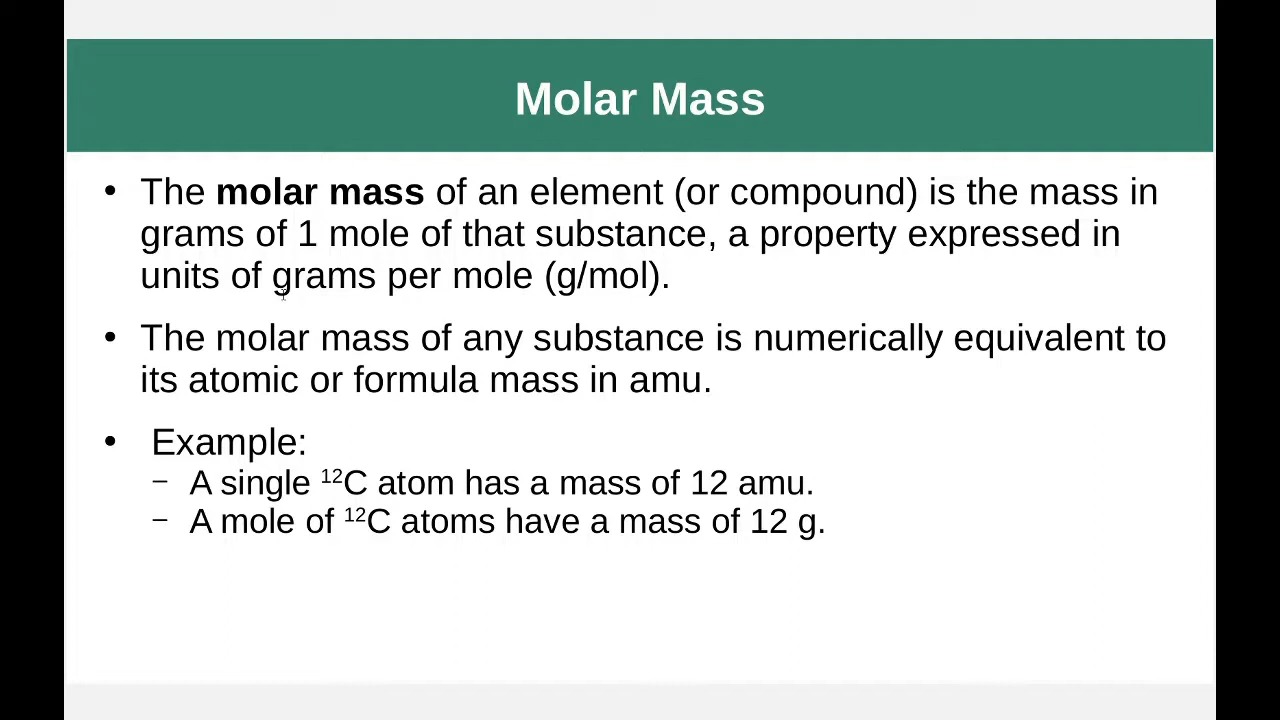 Molar Mass
• The molar mass of an element (or compound) is the mass in
grams of 1 mole of that substance, a property expressed in
units of grams per mole (g/mol).
• The molar mass of any substance is numerically equivalent to
its atomic or formula mass in amu.
• Example:
– A single ¹²C atom has a mass of 12 amu.
– A mole of ¹²C atoms have a mass of 12 g.